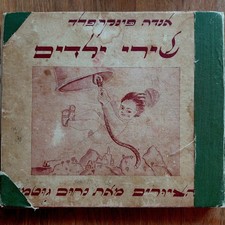 אנדה פינקרפלד
שירי ילדים
הציורים מאת נחום גוטמן